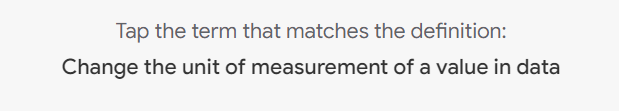 Tap the term that matches the definition:
Change the unit of measurement of a value in data